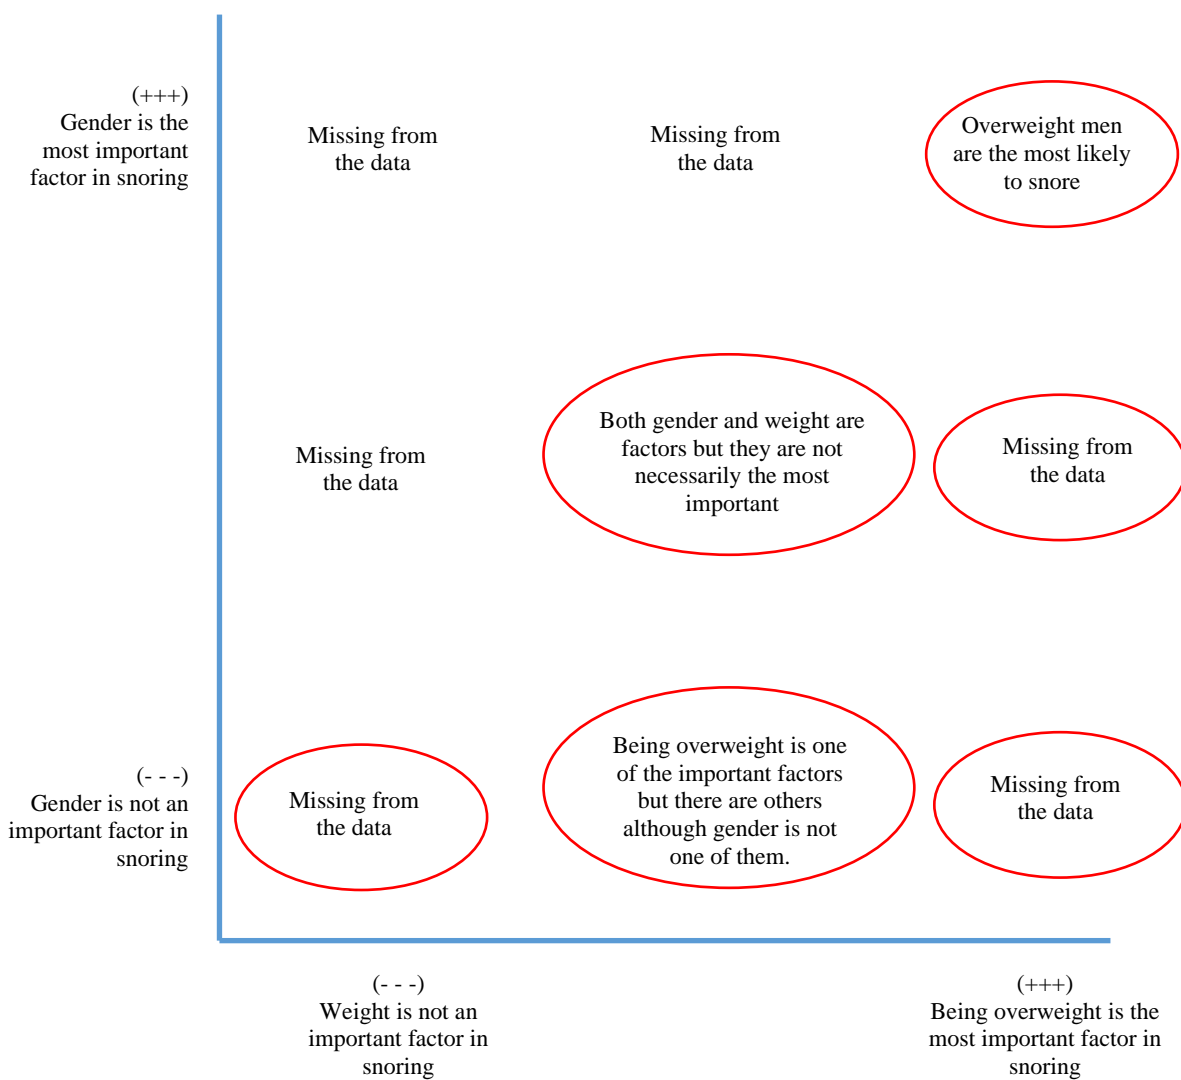 (+++)
Gender is the
most important
factor in snoring
Missing from
the data
Missing from
the data
Overweight men
are the most likely
to snore
Missing from
the data
Both gender and weight are
factors but they are not
necessarily the most
important
Missing from
the data
(- - -)
Gender is not an
important factor in
snoring
Missing from
the data
Being overweight is one
of the important factors
but there are others
although gender is not
one of them.
Missing from
the data
(- - -)
Weight is not an
important factor in
snoring
(+++)
Being overweight is the
most important factor in
snoring